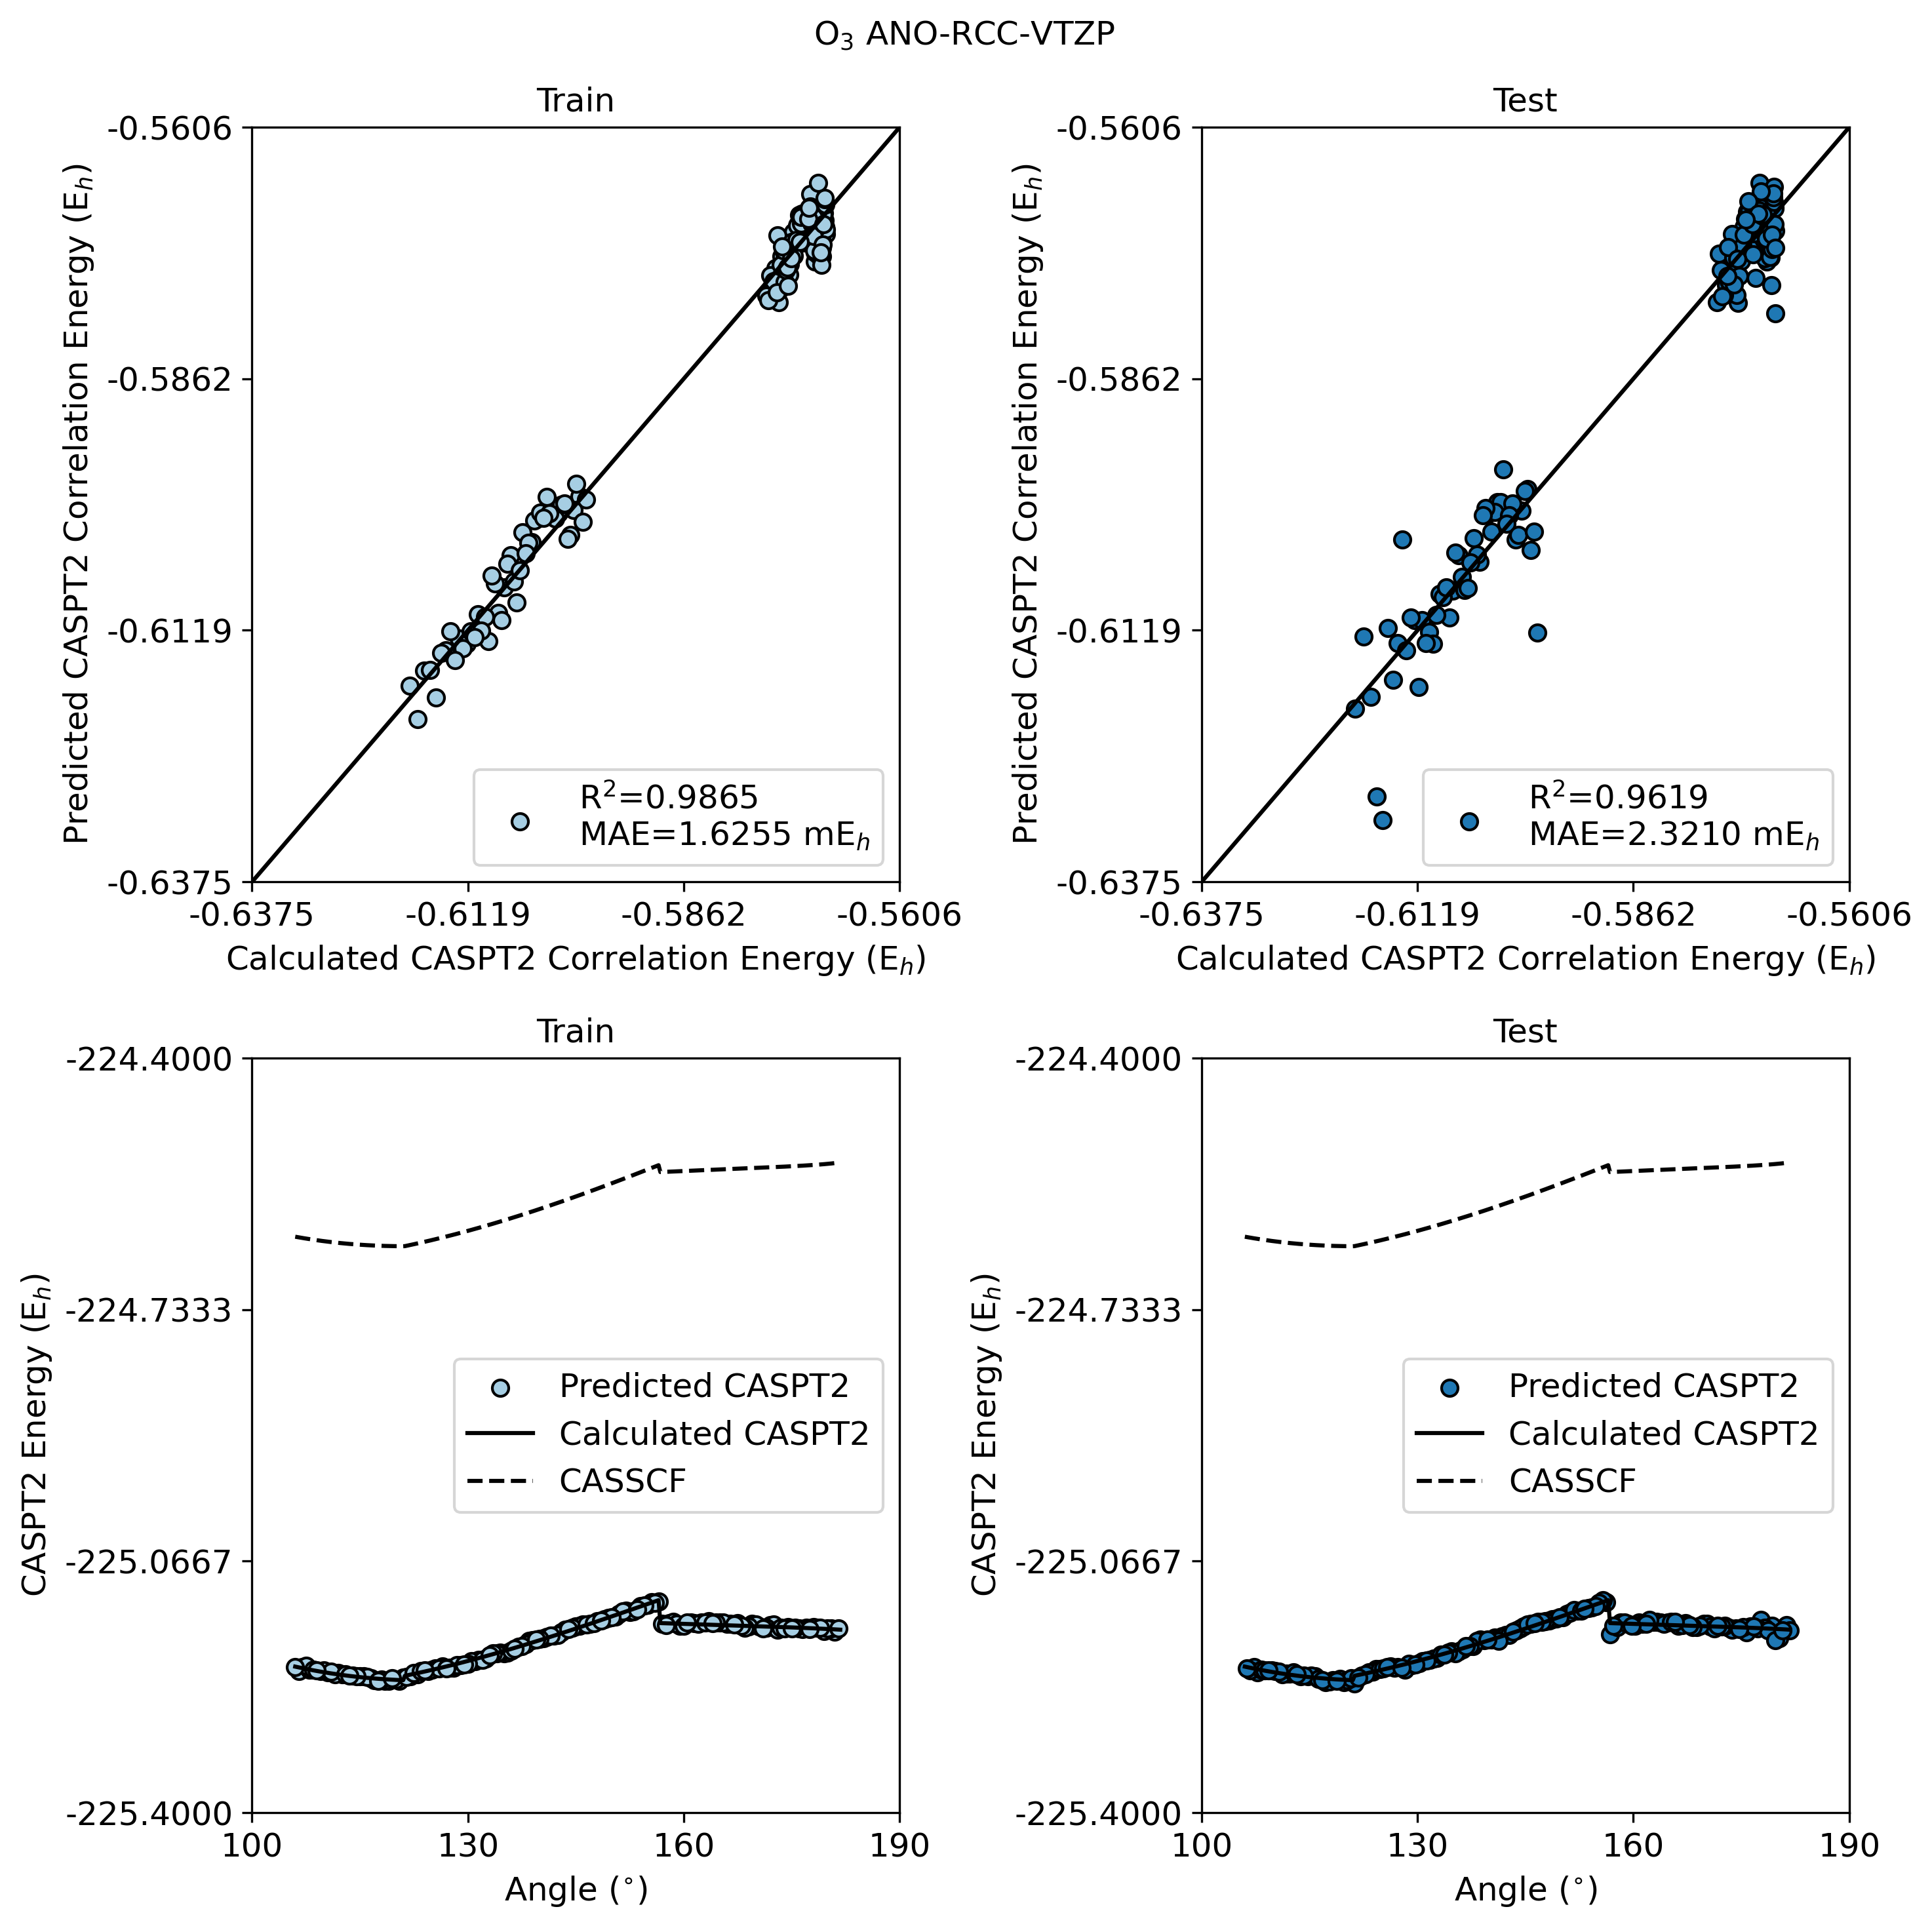 O₃ ANO-RCC-VTZP
Train
Predicted CASPT2 Correlation Energy (Eₕ)
-0.5606
-0.5862
-0.6119
-0.6375
R²=0.9865
MAE=1.6255 mEₕ
-0.6375 -0.6119 -0.5862 -0.5606
Calculated CASPT2 Correlation Energy (Eₕ)
Test
Predicted CASPT2 Correlation Energy (Eₕ)
-0.5606
-0.5862
-0.6119
-0.6375
R²=0.9619
MAE=2.3210 mEₕ
-0.6375 -0.6119 -0.5862 -0.5606
Calculated CASPT2 Correlation Energy (Eₕ)
Train
CASPT2 Energy (Eₕ)
-224.4000
-224.7333
-225.0667
-225.4000
Predicted CASPT2
Calculated CASPT2
CASSCF
100 130 160 190
Angle (°)
Test
CASPT2 Energy (Eₕ)
-224.4000
-224.7333
-225.0667
-225.4000
Predicted CASPT2
Calculated CASPT2
CASSCF
100 130 160 190
Angle (°)